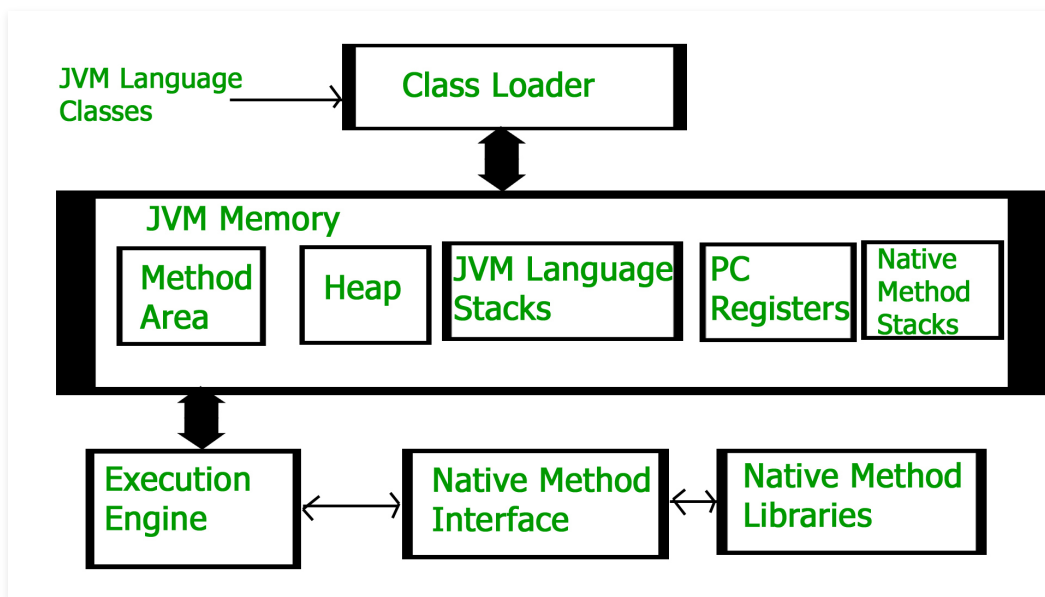 JVM Language
Classes
Class Loader
JVM Memory
Method
Area
Heap
JVM Language
Stacks
PC
Registers
Native
Method
Stacks
Execution
Engine
Native Method
Interface
Native Method
Libraries